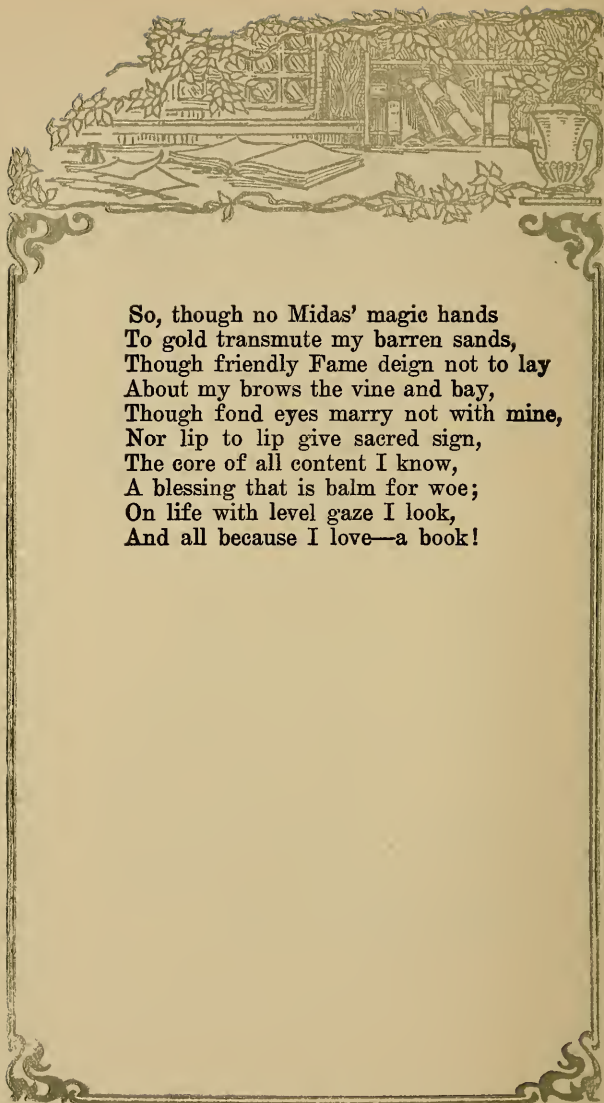 So, though no Midas’ magic hands
To gold transmute my barren sands,
Though friendly Fame deign not to lay
About my brows the vine and bay,
Though fond eyes marry not with mine,
Nor lip to lip give sacred sign,
The core of all content I know,
A blessing that is balm for woe;
On life with level gaze I look,
And all because I love—a book!